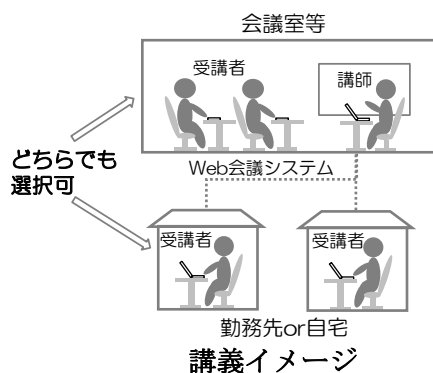 会議室等
受講者
講師
どちらでも
選択可
Web会議システム
受講者
受講者
勤務先or自宅
講義イメージ